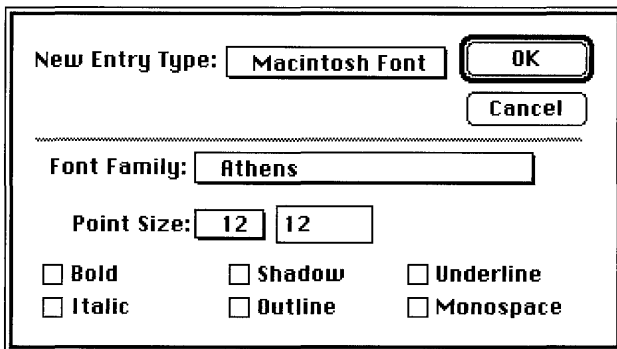 New Entry Type: Macintosh Font OK
Cancel
Font Family: Athens
Point Size: 12 12
Bold Shadow Underline
Italic Outline Monospace